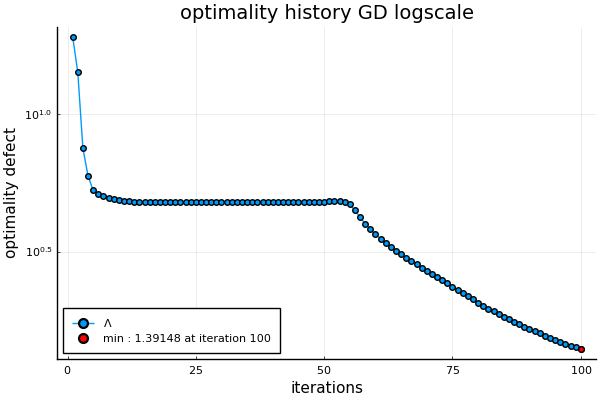 optimality history GD logscale
optimality defect
10^1.0
10^0.5
Λ
min : 1.39148 at iteration 100
0 25 50 75 100
iterations